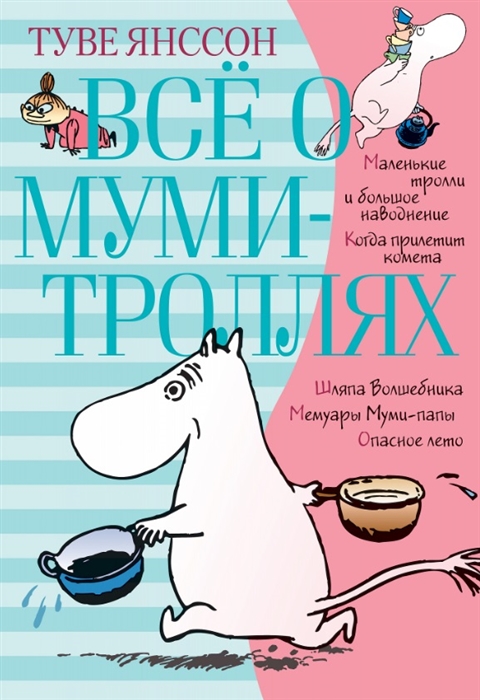 ТУВЕ ЯНССОН
ВСЁ О
МУМИ-
ТРОЛЛЯХ
Маленькие
тролли
и большое
наводнение
Когда прилетит
комета
Шляпа Волшебника
Мемуары Муми-папы
Опасное лето